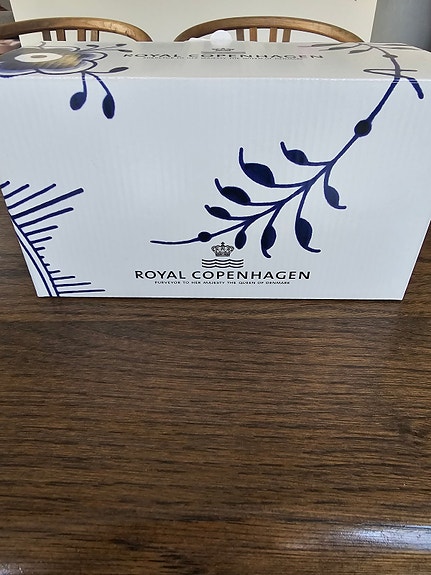 ROYAL COPENHAGEN
ROYAL COPENHAGEN
PURVEYOR TO HER MAJESTY THE QUEEN OF DENMARK